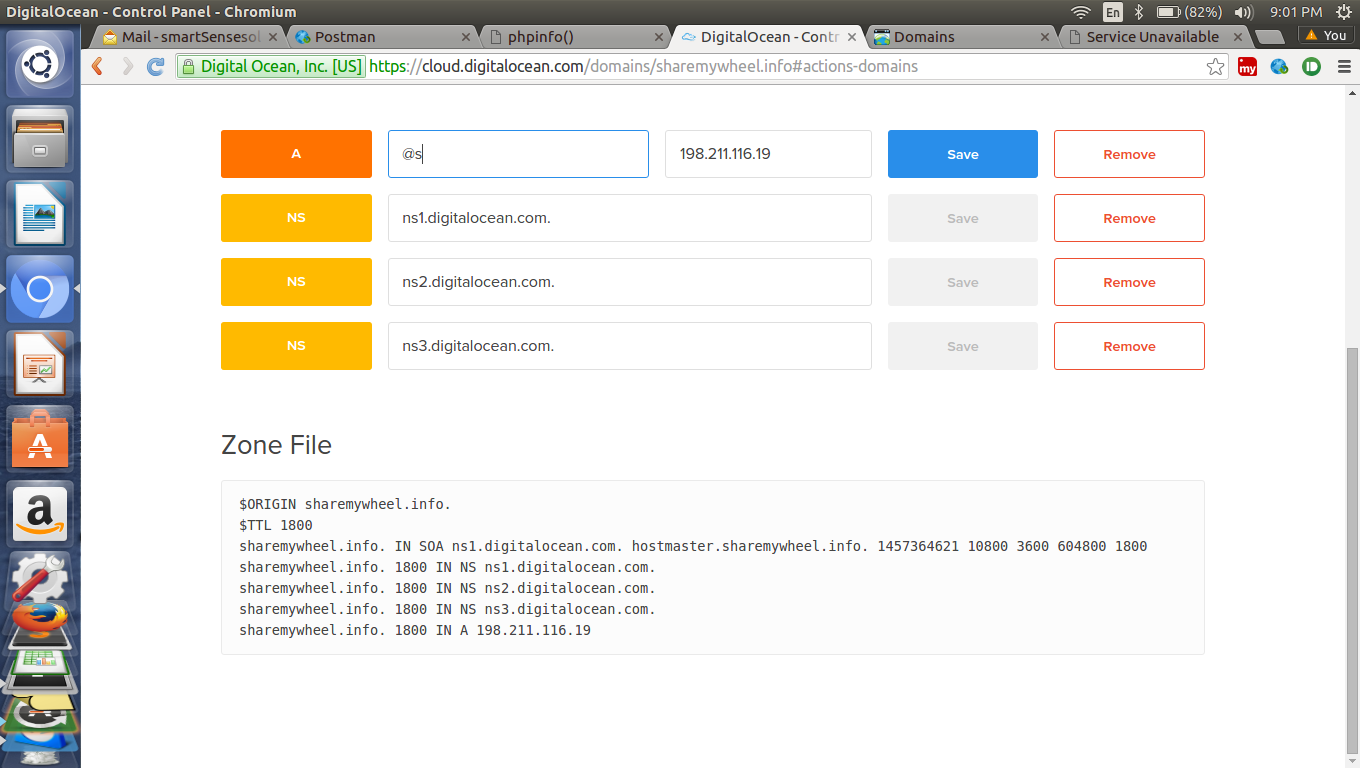 DigitalOcean - Control Panel - Chromium
En
(82%)
9:01 PM
Mail - smartSensesol
Postman
phpinfo()
DigitalOcean - Contr
Domains
Service Unavailable
You
Digital Ocean, Inc. [US]
https://cloud.digitalocean.com/domains/sharemywheel.info#actions-domains
my
A @s 198.211.116.19 Save Remove
NS ns1.digitalocean.com. Save Remove
NS ns2.digitalocean.com. Save Remove
NS ns3.digitalocean.com. Save Remove
Zone File
$ORIGIN sharemywheel.info.
$TTL 1800
sharemywheel.info. IN SOA ns1.digitalocean.com. hostmaster.sharemywheel.info. 1457364621 10800 3600 604800 1800
sharemywheel.info. 1800 IN NS ns1.digitalocean.com.
sharemywheel.info. 1800 IN NS ns2.digitalocean.com.
sharemywheel.info. 1800 IN NS ns3.digitalocean.com.
sharemywheel.info. 1800 IN A 198.211.116.19